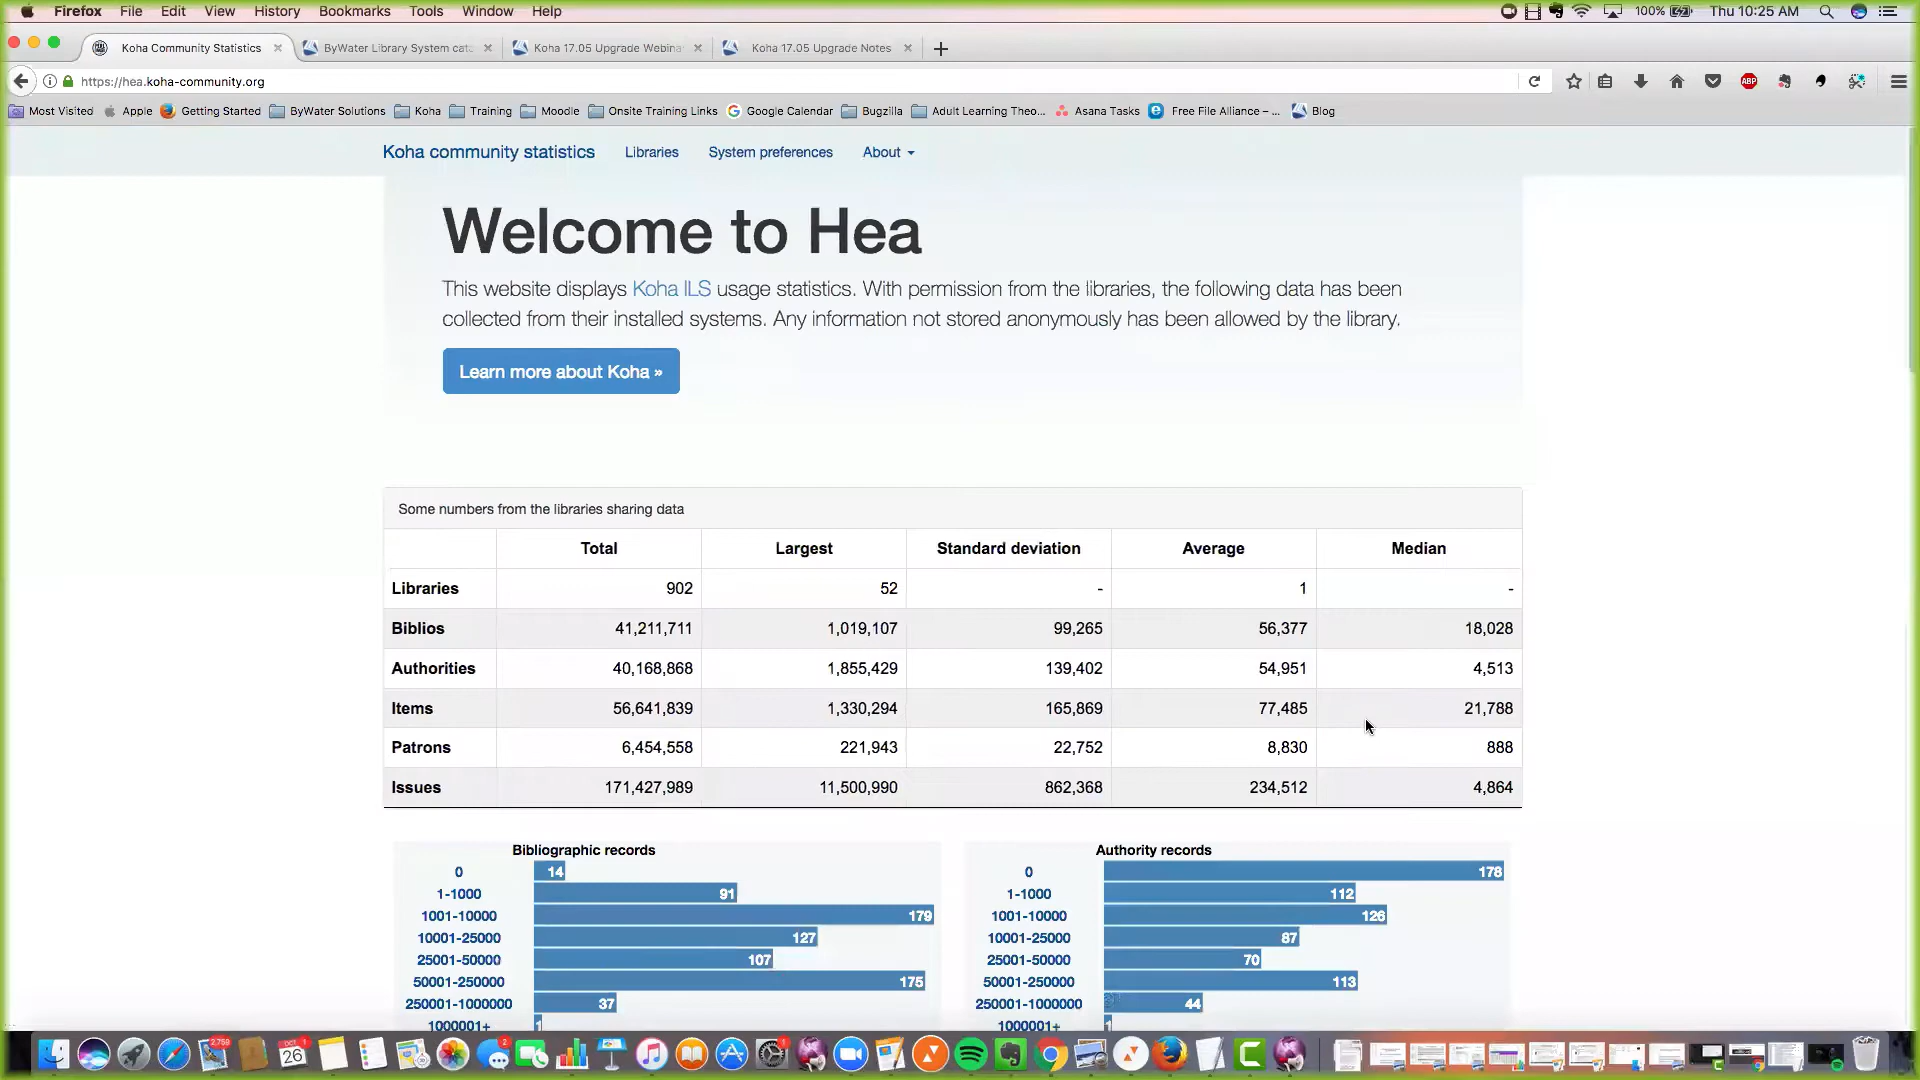 Firefox File Edit View History Bookmarks Tools Window Help 100% Thu 10:25 AM
Koha Community Statistics ByWater Library System cat Koha 17.05 Upgrade Webina Koha 17.05 Upgrade Notes
https://hea.koha-community.org
Most Visited Apple Getting Started ByWater Solutions Koha Training Moodle Onsite Training Links Google Calendar Bugzilla Adult Learning Theo... Asana Tasks Free File Alliance – ... Blog
Koha community statistics Libraries System preferences About
Welcome to Hea
This website displays Koha ILS usage statistics. With permission from the libraries, the following data has been
collected from their installed systems. Any information not stored anonymously has been allowed by the library.
Learn more about Koha »
Some numbers from the libraries sharing data
Total Largest Standard deviation Average Median
Libraries 902 52 - 1 -
Biblios 41,211,711 1,019,107 99,265 56,377 18,028
Authorities 40,168,868 1,855,429 139,402 54,951 4,513
Items 56,641,839 1,330,294 165,869 77,485 21,788
Patrons 6,454,558 221,943 22,752 8,830 888
Issues 171,427,989 11,500,990 862,368 234,512 4,864
Bibliographic records Authority records
0 14 0 178
1-1000 91 1-1000 112
1001-10000 179 1001-10000 126
10001-25000 127 10001-25000 87
25001-50000 107 25001-50000 70
50001-250000 175 50001-250000 113
250001-1000000 37 250001-1000000 44
1000001+ 1 1000001+ 1
2,759 OCT 26 2 1